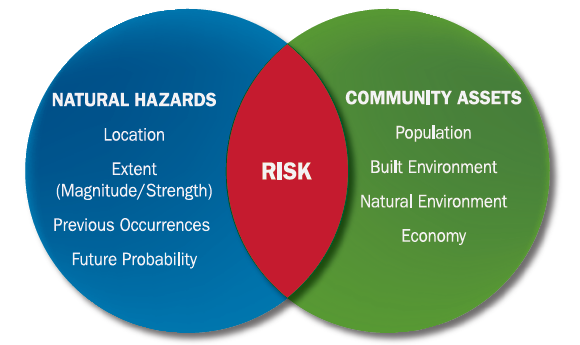 NATURAL HAZARDS
Location
Extent
(Magnitude/Strength)
Previous Occurrences
Future Probability
RISK
COMMUNITY ASSETS
Population
Built Environment
Natural Environment
Economy